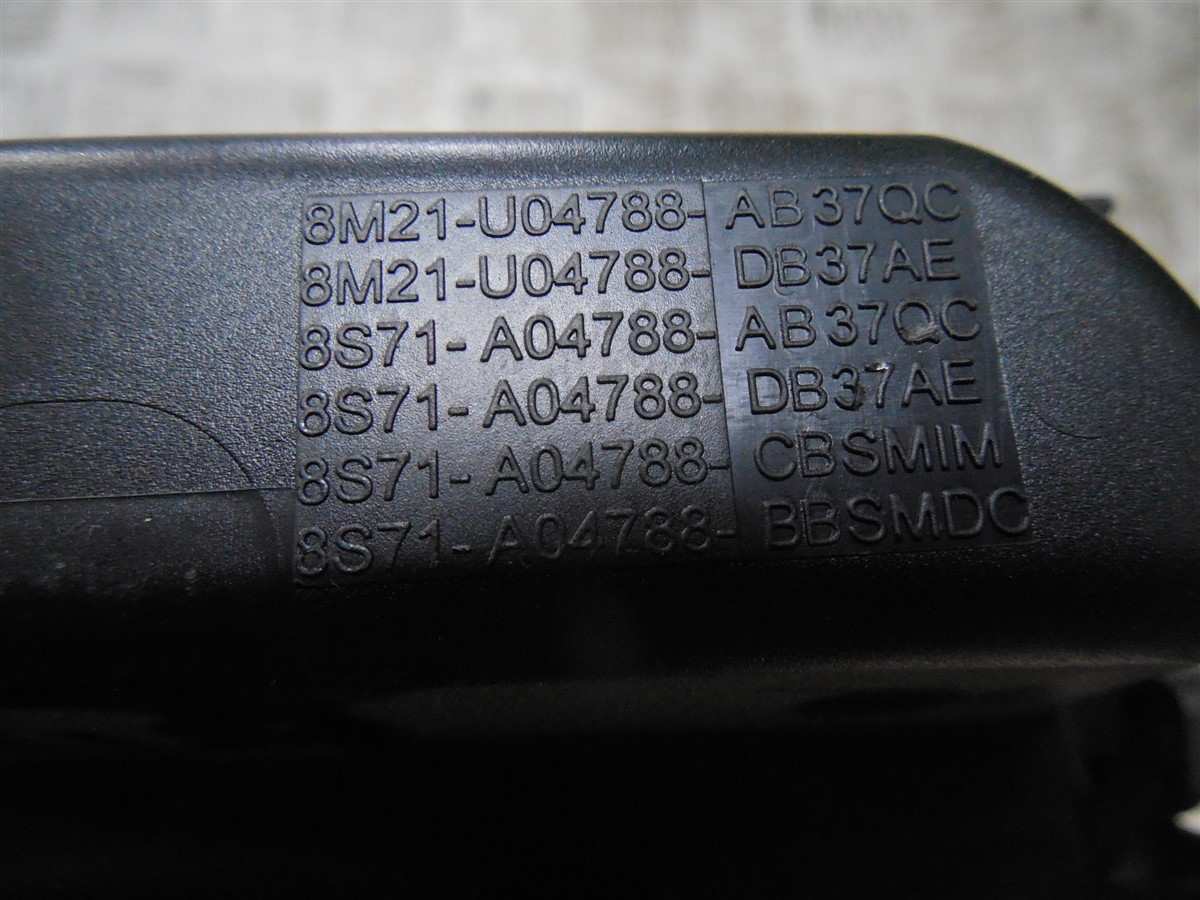 8M21-U04788- AB37QC
8M21-U04788- DB37AE
8S71- A04788- AB37QC
8S71- A04788- DB37AE
8S71- A04788- CBSMIM
8S71- A04788- BBSMDC